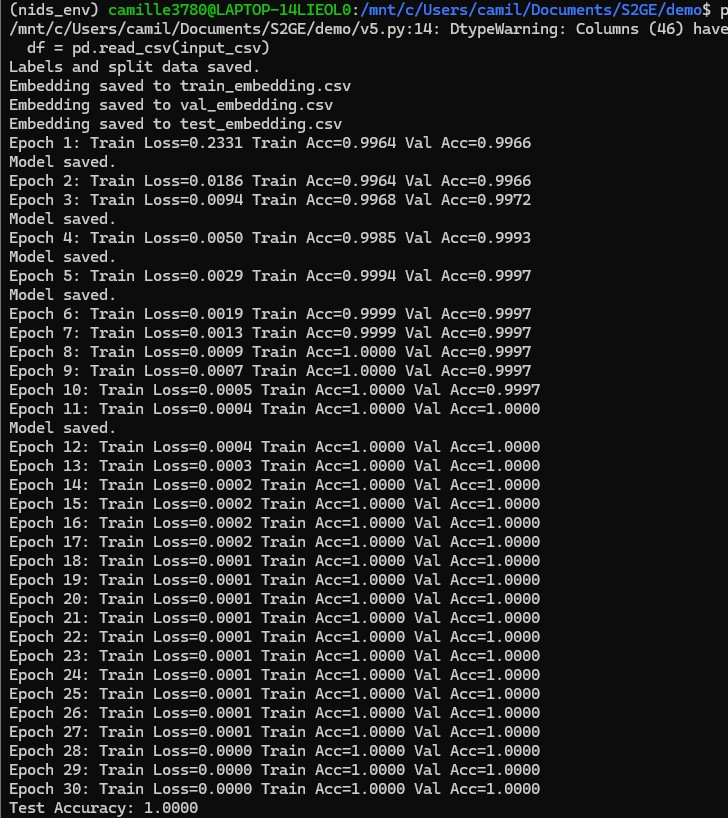 (nids_env) camille3780@LAPTOP-14LIEOL0:/mnt/c/Users/camil/Documents/S2GE/demo$ p
/mnt/c/Users/camil/Documents/S2GE/demo/v5.py:14: DtypeWarning: Columns (46) have
  df = pd.read_csv(input_csv)
Labels and split data saved.
Embedding saved to train_embedding.csv
Embedding saved to val_embedding.csv
Embedding saved to test_embedding.csv
Epoch 1: Train Loss=0.2331 Train Acc=0.9964 Val Acc=0.9966
Model saved.
Epoch 2: Train Loss=0.0186 Train Acc=0.9964 Val Acc=0.9966
Epoch 3: Train Loss=0.0094 Train Acc=0.9968 Val Acc=0.9972
Model saved.
Epoch 4: Train Loss=0.0050 Train Acc=0.9985 Val Acc=0.9993
Model saved.
Epoch 5: Train Loss=0.0029 Train Acc=0.9994 Val Acc=0.9997
Model saved.
Epoch 6: Train Loss=0.0019 Train Acc=0.9999 Val Acc=0.9997
Epoch 7: Train Loss=0.0013 Train Acc=0.9999 Val Acc=0.9997
Epoch 8: Train Loss=0.0009 Train Acc=1.0000 Val Acc=0.9997
Epoch 9: Train Loss=0.0007 Train Acc=1.0000 Val Acc=0.9997
Epoch 10: Train Loss=0.0005 Train Acc=1.0000 Val Acc=0.9997
Epoch 11: Train Loss=0.0004 Train Acc=1.0000 Val Acc=1.0000
Model saved.
Epoch 12: Train Loss=0.0004 Train Acc=1.0000 Val Acc=1.0000
Epoch 13: Train Loss=0.0003 Train Acc=1.0000 Val Acc=1.0000
Epoch 14: Train Loss=0.0002 Train Acc=1.0000 Val Acc=1.0000
Epoch 15: Train Loss=0.0002 Train Acc=1.0000 Val Acc=1.0000
Epoch 16: Train Loss=0.0002 Train Acc=1.0000 Val Acc=1.0000
Epoch 17: Train Loss=0.0002 Train Acc=1.0000 Val Acc=1.0000
Epoch 18: Train Loss=0.0001 Train Acc=1.0000 Val Acc=1.0000
Epoch 19: Train Loss=0.0001 Train Acc=1.0000 Val Acc=1.0000
Epoch 20: Train Loss=0.0001 Train Acc=1.0000 Val Acc=1.0000
Epoch 21: Train Loss=0.0001 Train Acc=1.0000 Val Acc=1.0000
Epoch 22: Train Loss=0.0001 Train Acc=1.0000 Val Acc=1.0000
Epoch 23: Train Loss=0.0001 Train Acc=1.0000 Val Acc=1.0000
Epoch 24: Train Loss=0.0001 Train Acc=1.0000 Val Acc=1.0000
Epoch 25: Train Loss=0.0001 Train Acc=1.0000 Val Acc=1.0000
Epoch 26: Train Loss=0.0001 Train Acc=1.0000 Val Acc=1.0000
Epoch 27: Train Loss=0.0001 Train Acc=1.0000 Val Acc=1.0000
Epoch 28: Train Loss=0.0000 Train Acc=1.0000 Val Acc=1.0000
Epoch 29: Train Loss=0.0000 Train Acc=1.0000 Val Acc=1.0000
Epoch 30: Train Loss=0.0000 Train Acc=1.0000 Val Acc=1.0000
Test Accuracy: 1.0000